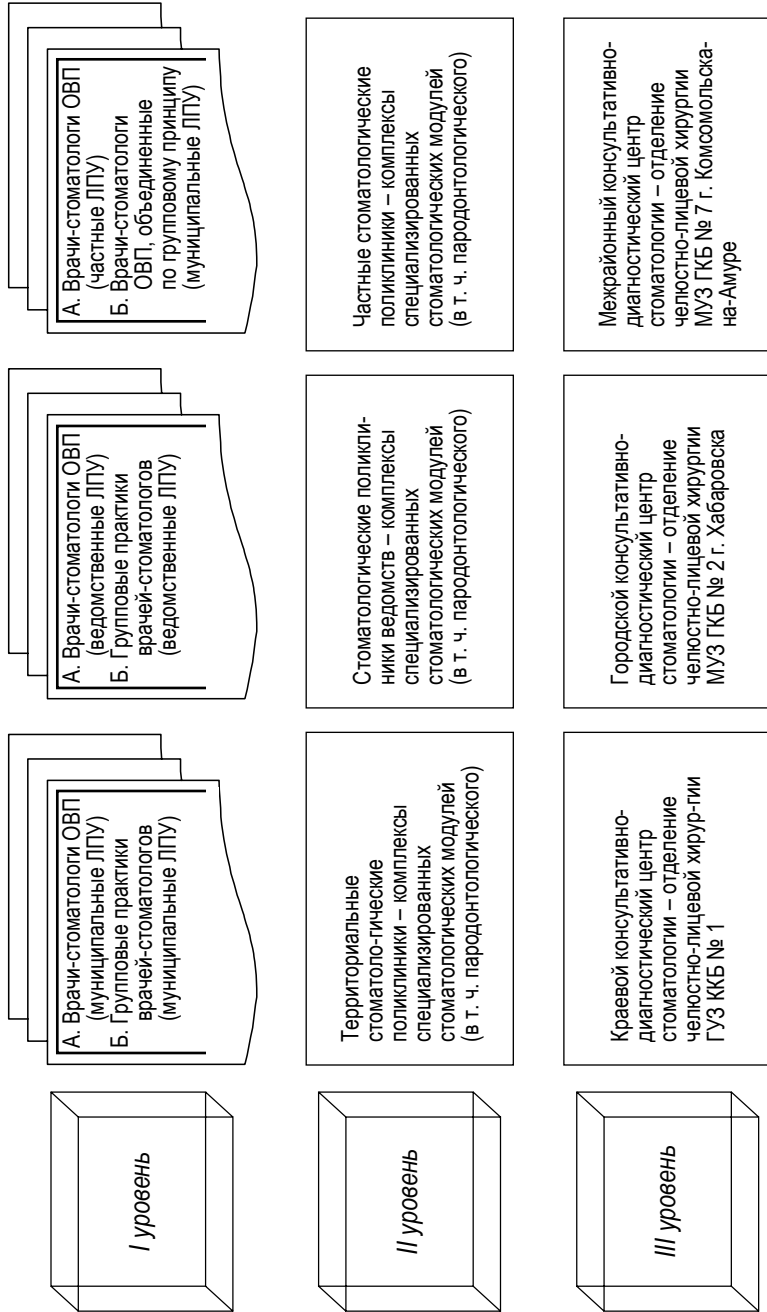 I уровень
А. Врачи-стоматологи ОВП
(муниципальные ЛПУ)
Б. Групповые практики
врачей-стоматологов
(муниципальные ЛПУ)
А. Врачи-стоматологи ОВП
(ведомственные ЛПУ)
Б. Групповые практики
врачей-стоматологов
(ведомственные ЛПУ)
А. Врачи-стоматологи ОВП
(частные ЛПУ)
Б. Врачи-стоматологи
ОВП, объединенные
по групповому принципу
(муниципальные ЛПУ)
II уровень
Территориальные
стоматоло-гические
поликлиники – комплексы
специализированных
стоматологических модулей
(в т. ч. пародонтологического)
Стоматологические поликли-
ники ведомств – комплексы
специализированных
стоматологических модулей
(в т. ч. пародонтологического)
Частные стоматологические
поликлиники – комплексы
специализированных
стоматологических модулей
(в т. ч. пародонтологического)
III уровень
Краевой консультативно-
диагностический центр
стоматологии – отделение
челюстно-лицевой хирур-гии
ГУЗ ККБ № 1
Городской консультативно-
диагностический центр
стоматологии – отделение
челюстно-лицевой хирургии
МУЗ ГКБ № 2 г. Хабаровска
Межрайонный консультативно-
диагностический центр
стоматологии – отделение
челюстно-лицевой хирургии
МУЗ ГКБ № 7 г. Комсомольска-
на-Амуре